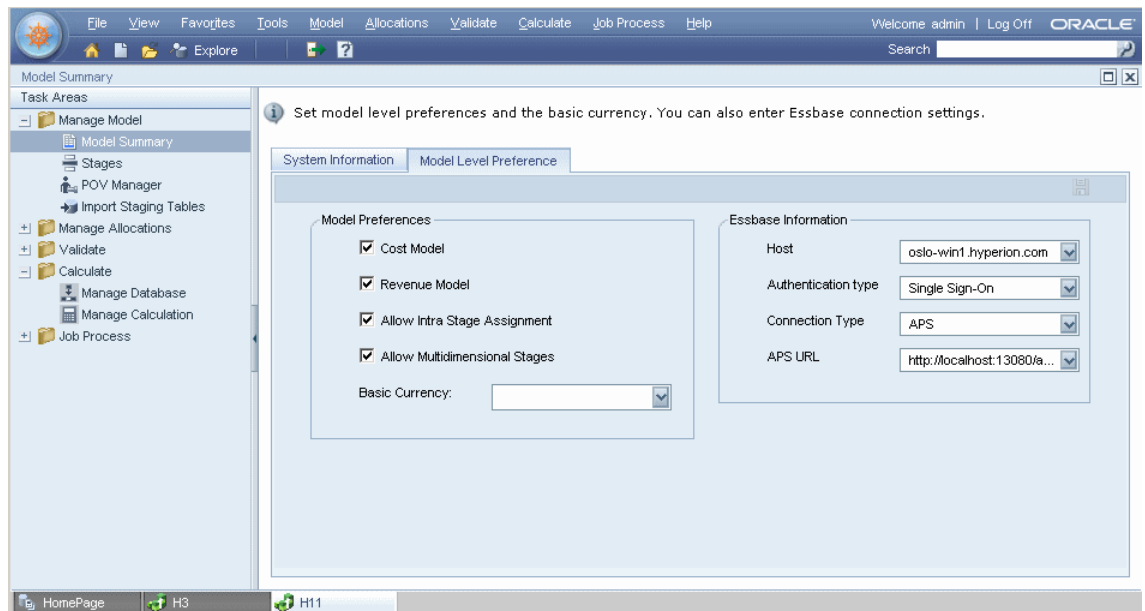 File View Favorites Tools Model Allocations Validate Calculate Job Process Help Welcome admin | Log Off ORACLE
Explore Search
Model Summary
Task Areas
Manage Model
Model Summary
Stages
POV Manager
Import Staging Tables
Manage Allocations
Validate
Calculate
Manage Database
Manage Calculation
Job Process
Set model level preferences and the basic currency. You can also enter Essbase connection settings.
System Information Model Level Preference
Model Preferences
Cost Model
Revenue Model
Allow Intra Stage Assignment
Allow Multidimensional Stages
Basic Currency:
Essbase Information
Host oslo-win1.hyperion.com
Authentication type Single Sign-On
Connection Type APS
APS URL http://localhost:13080/a...
HomePage H3 H11